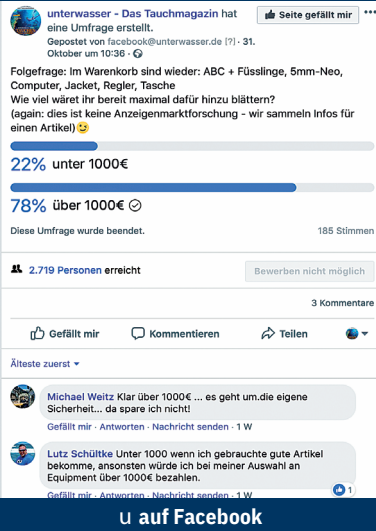 unterwasser - Das Tauchmagazin hat
eine Umfrage erstellt.
Seite gefällt mir
Gepostet von facebook@unterwasser.de [?] · 31.
Oktober um 10:36 ·
Folgefrage: Im Warenkorb sind wieder: ABC + Füsslinge, 5mm-Neo,
Computer, Jacket, Regler, Tasche
Wie viel wäret ihr bereit maximal dafür hinzu blättern?
(again: dies ist keine Anzeigenmarktforschung - wir sammeln Infos für
einen Artikel)😉
22% unter 1000€
78% über 1000€
Diese Umfrage wurde beendet.
185 Stimmen
2.719 Personen erreicht
Bewerben nicht möglich
3 Kommentare
Gefällt mir
Kommentieren
Teilen
Älteste zuerst
Michael Weitz Klar über 1000€ ... es geht um.die eigene
Sicherheit... da spare ich nicht!
Gefällt mir · Antworten · Nachricht senden · 1 W
Lutz Schültke Unter 1000 wenn ich gebrauchte gute Artikel
bekomme, ansonsten würde ich bei meiner Auswahl an
Equipment über 1000€ bezahlen.
1
Gefällt mir · Antworten · Nachricht senden · 1 W
u auf Facebook